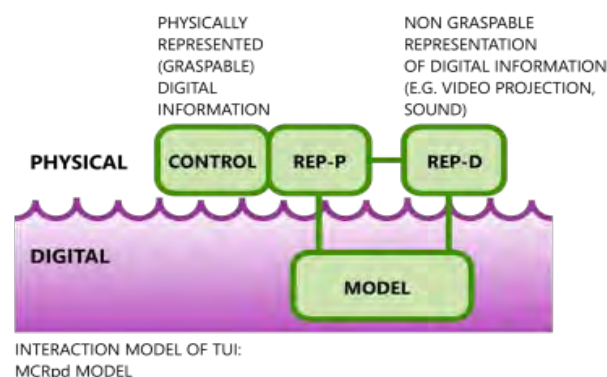 PHYSICALLY
REPRESENTED
(GRASPABLE)
DIGITAL
INFORMATION
NON GRASPABLE
REPRESENTATION
OF DIGITAL INFORMATION
(E.G. VIDEO PROJECTION,
SOUND)
PHYSICAL
CONTROL
REP-P
REP-D
DIGITAL
MODEL
INTERACTION MODEL OF TUI:
MCRpd MODEL